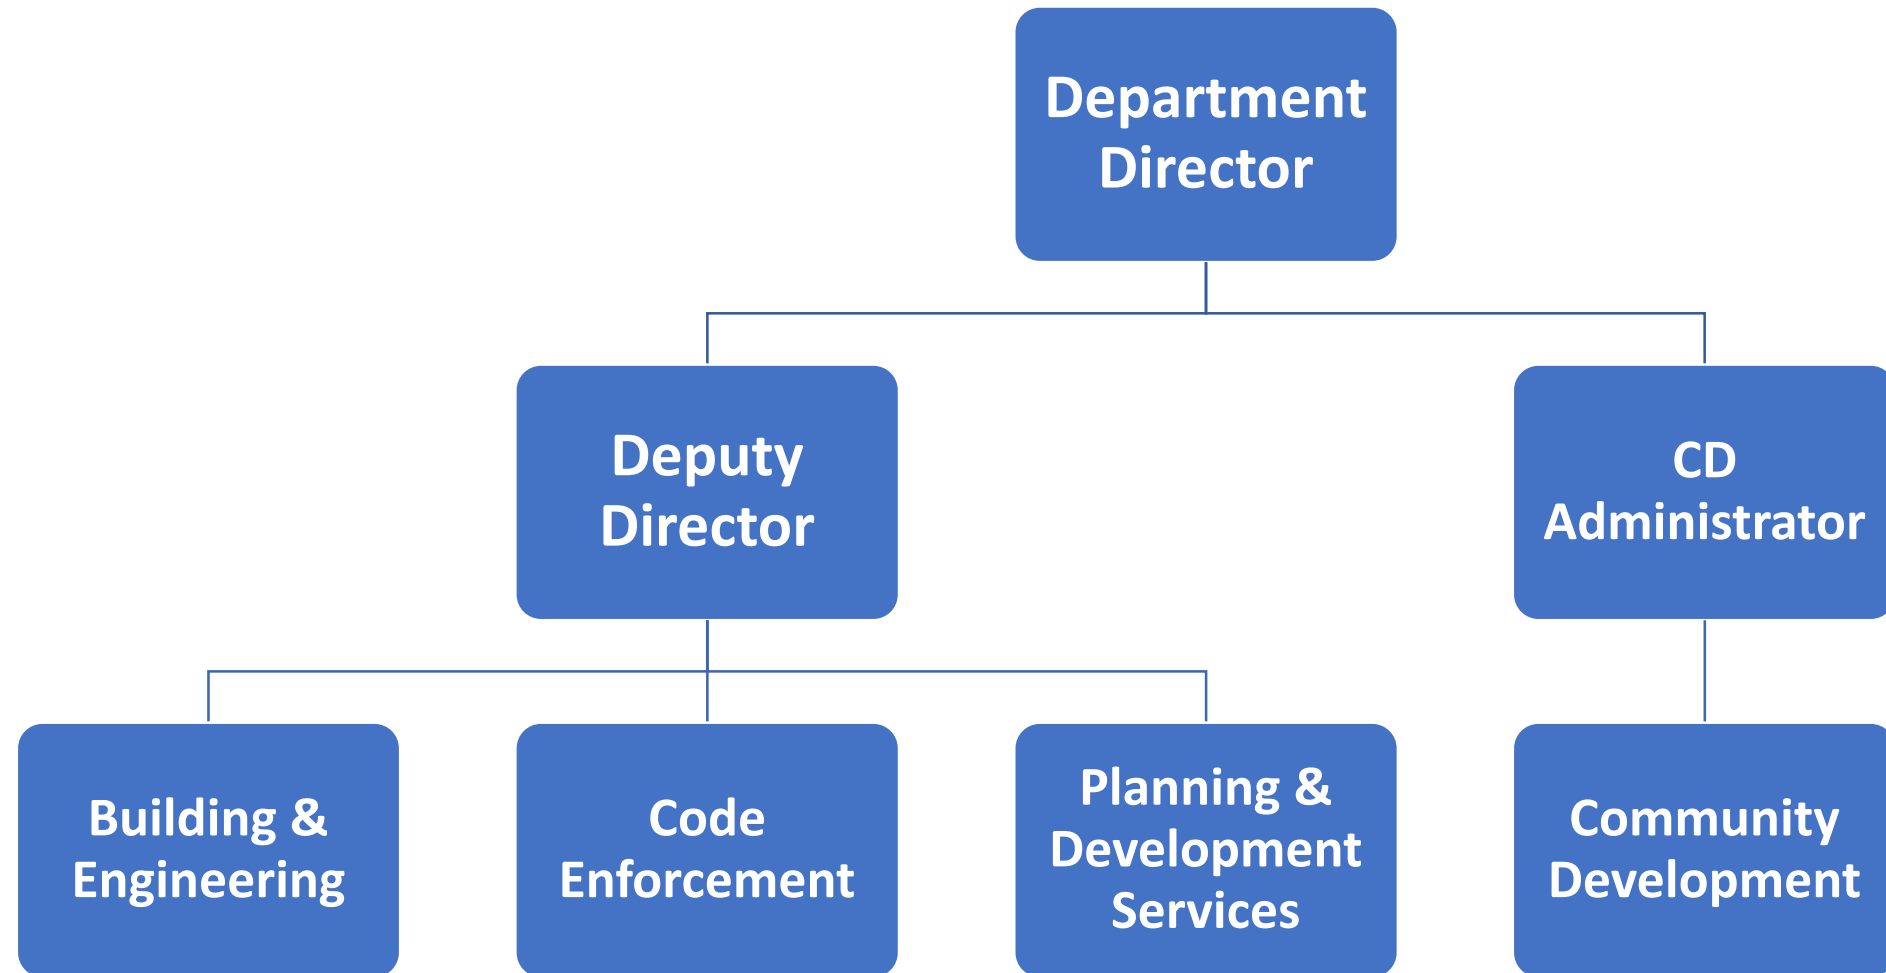 Department
Director
Deputy
Director
CD
Administrator
Building &
Engineering
Code
Enforcement
Planning &
Development
Services
Community
Development